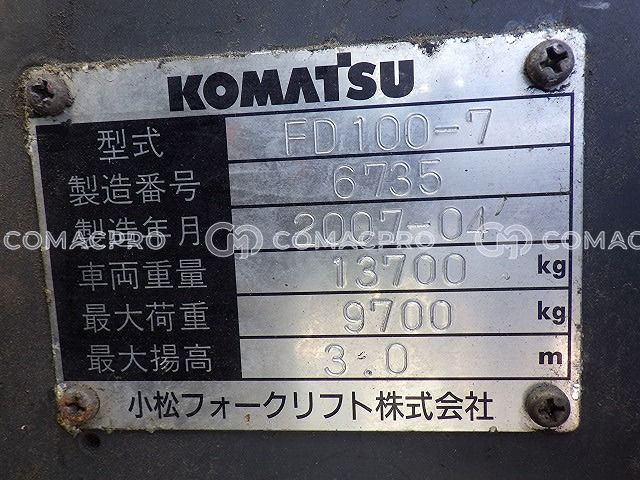 KOMATSU
型式 FD100-7
製造番号 6735
製造年月 2007-04
COMACPRO COMACPRO COMAC
車両重量 13700 kg
最大荷重 9700 kg
最大揚高 3.0 m
小松フォークリフト株式会社